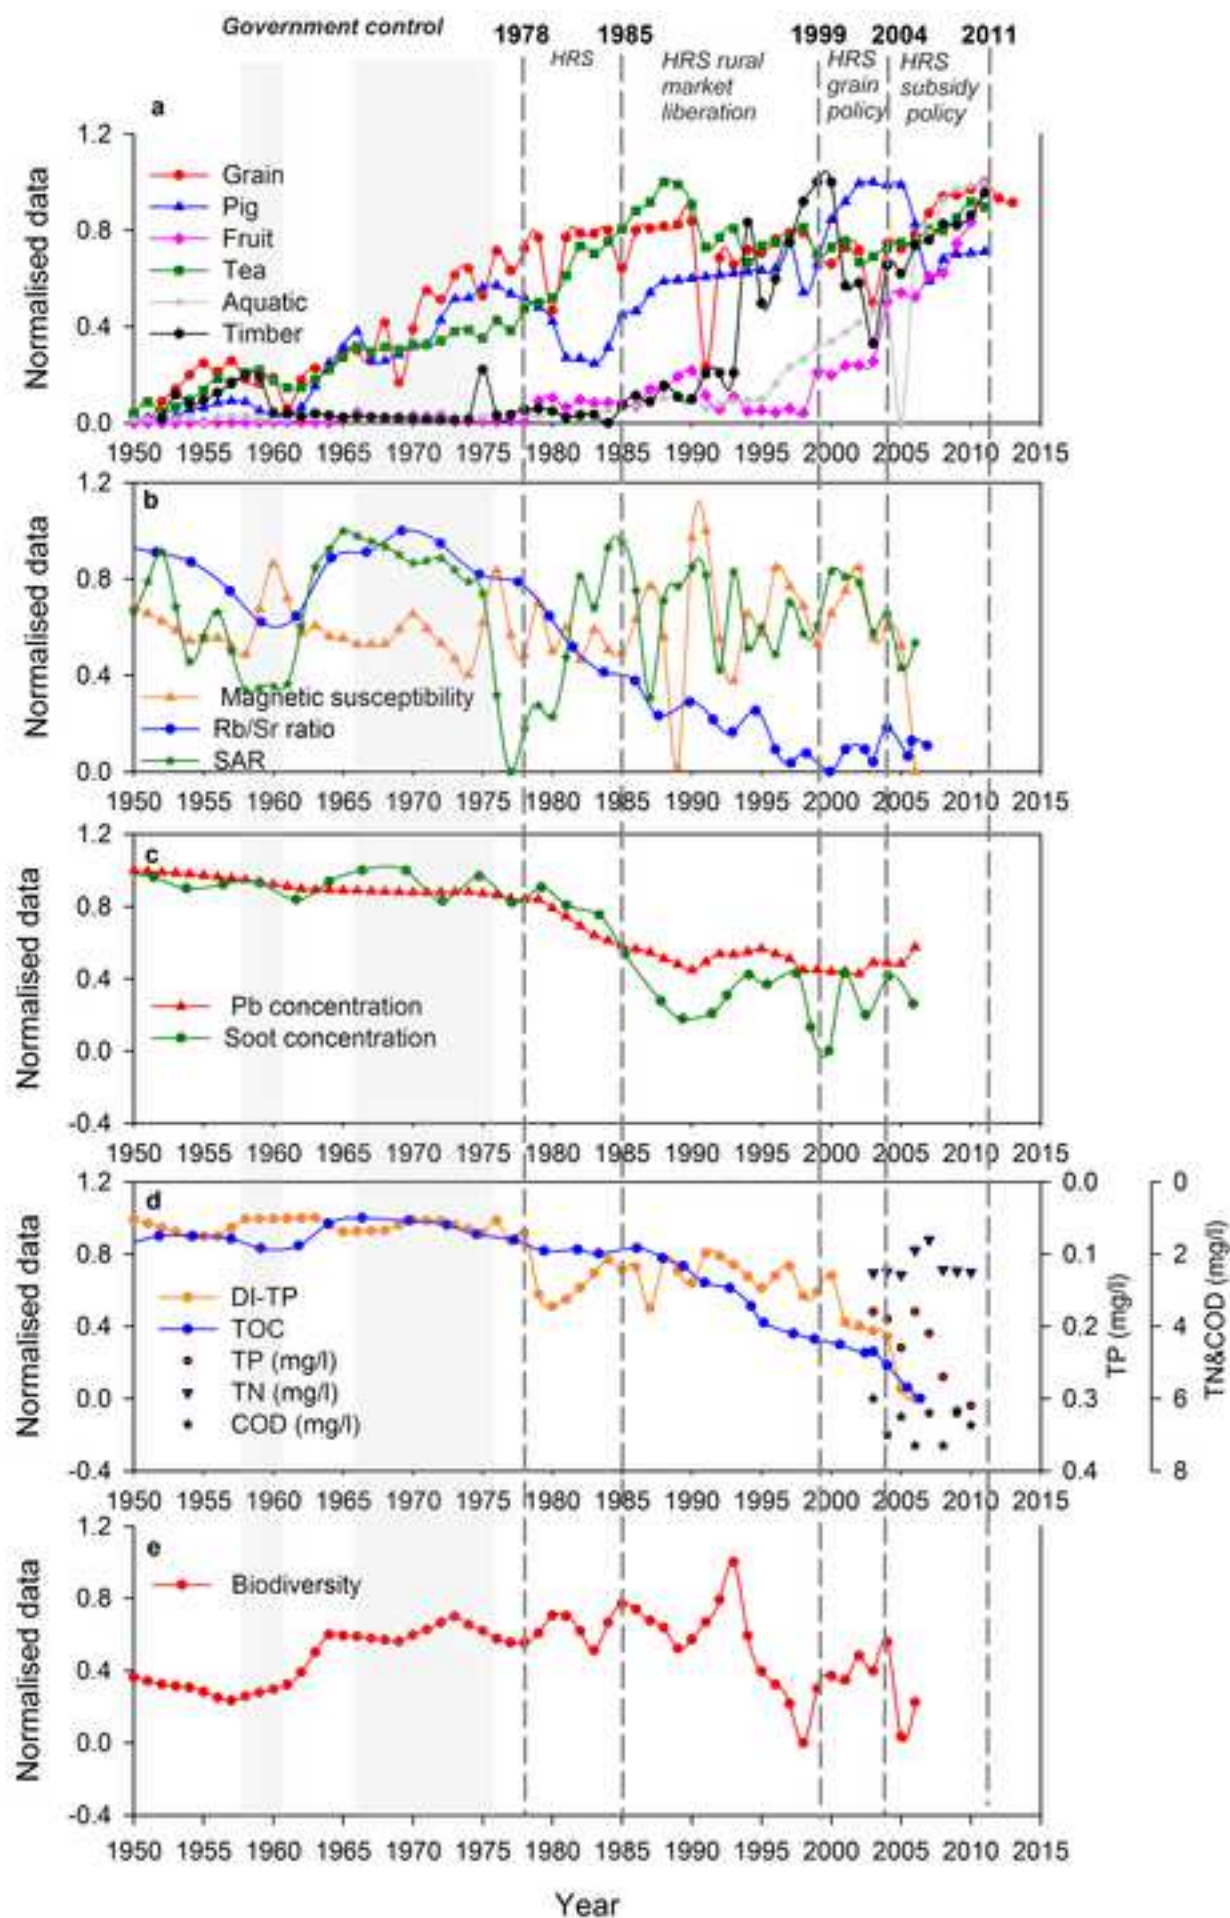 Government control
1978 1985 1999 2004 2011
HRS
HRS rural
market
liberation
HRS
grain
policy
HRS
subsidy
policy
a
Normalised data
1.2
0.8
0.4
0.0
Grain
Pig
Fruit
Tea
Aquatic
Timber
1950 1955 1960 1965 1970 1975 1980 1985 1990 1995 2000 2005 2010 2015
b
Normalised data
1.2
0.8
0.4
0.0
Magnetic susceptibility
Rb/Sr ratio
SAR
1950 1955 1960 1965 1970 1975 1980 1985 1990 1995 2000 2005 2010 2015
c
Normalised data
1.2
0.8
0.4
0.0
-0.4
Pb concentration
Soot concentration
1950 1955 1960 1965 1970 1975 1980 1985 1990 1995 2000 2005 2010 2015
d
Normalised data
1.2
0.8
0.4
0.0
-0.4
DI-TP
TOC
TP (mg/l)
TN (mg/l)
COD (mg/l)
0.0
0.1
0.2
0.3
0.4
TP (mg/l)
0
2
4
6
8
TN&COD (mg/l)
1950 1955 1960 1965 1970 1975 1980 1985 1990 1995 2000 2005 2010 2015
e
Normalised data
1.2
0.8
0.4
0.0
-0.4
Biodiversity
1950 1955 1960 1965 1970 1975 1980 1985 1990 1995 2000 2005 2010 2015
Year